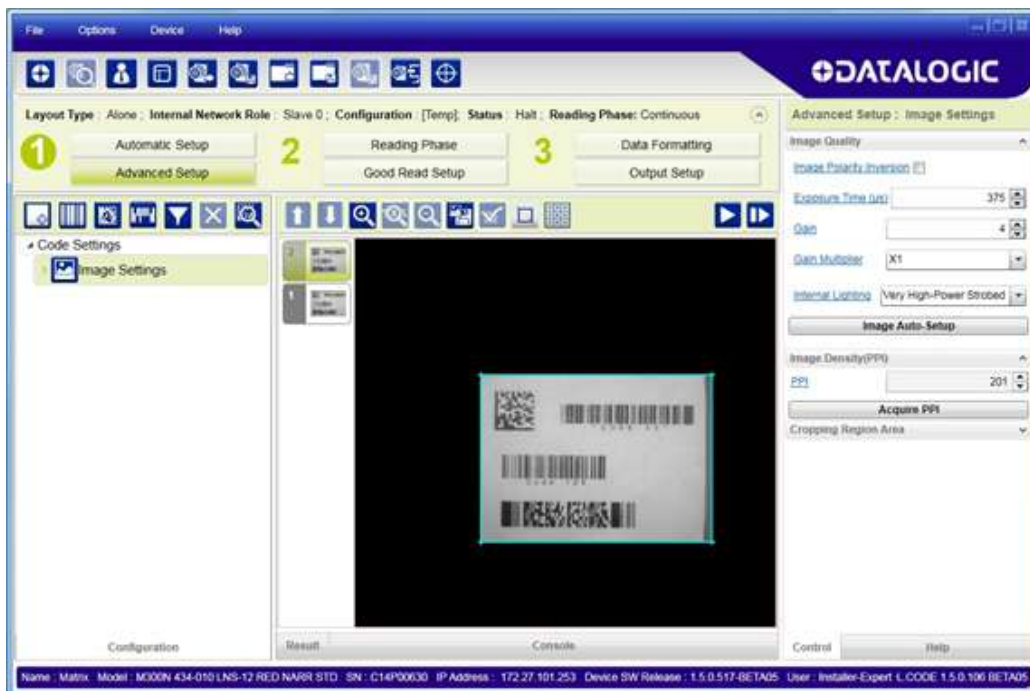 File Options Device Help
DATALOGIC
Layout Type : Alone ; Internal Network Role : Slave 0 ; Configuration : [Temp]; Status : Halt ; Reading Phase: Continuous
Advanced Setup : Image Settings
1 Automatic Setup 2 Reading Phase 3 Data Formatting
Advanced Setup Good Read Setup Output Setup
Image Quality
Image Polarity Inversion
Exposure Time (us) 375
Gain 4
Gain Multiplier X1
Internal Lighting Very High-Power Strobed
Image Auto-Setup
Image Density(PPI)
PPI 201
Acquire PPI
Cropping Region Area
Code Settings
Image Settings
2
1
Configuration
Result Console
Control Help
Name : Matrix Model : M300N 434-010 LNS-12 RED NARR STD SN : C14P00630 IP Address : 172.27.101.253 Device SW Release : 1.5.0.517-BETA05 User : Installer-Expert L.CODE 1.5.0.106 BETA02